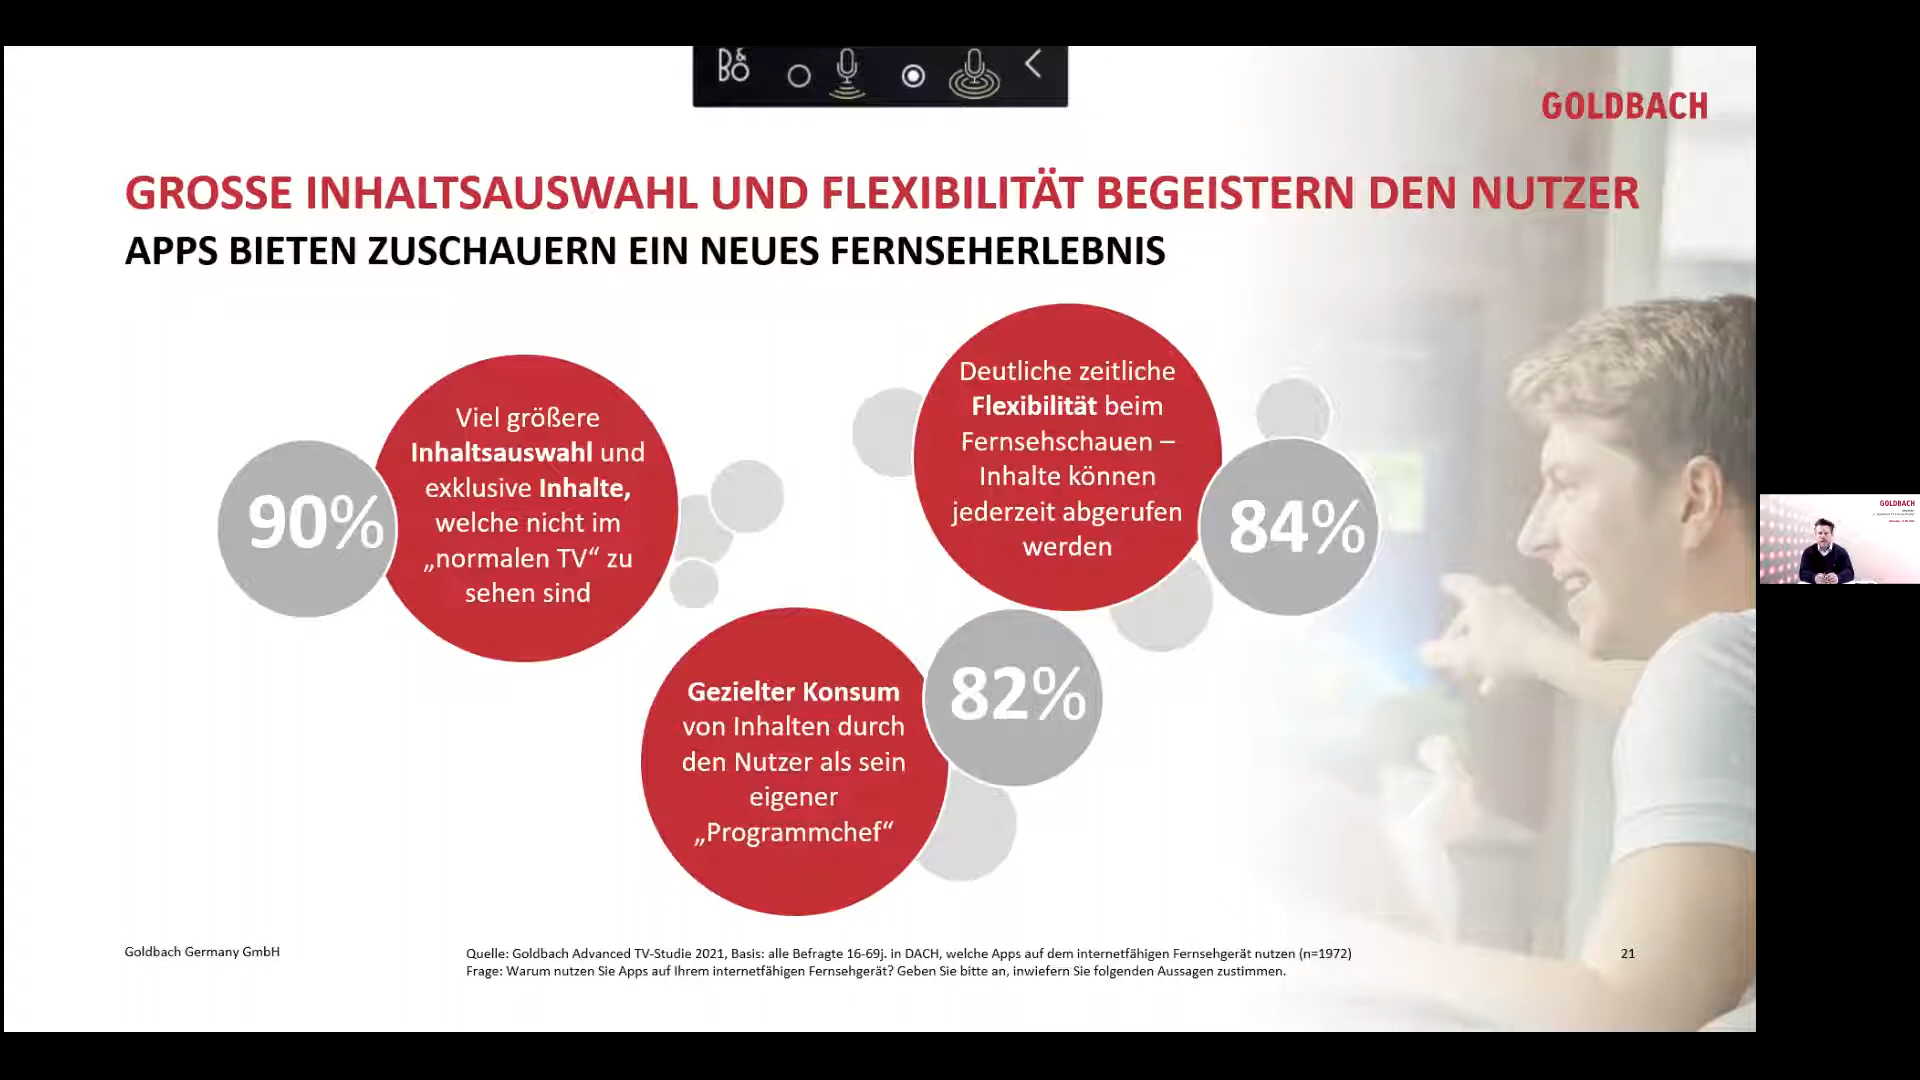 B&O
GOLDBACH
GROSSE INHALTSAUSWAHL UND FLEXIBILITÄT BEGEISTERN DEN NUTZER
APPS BIETEN ZUSCHAUERN EIN NEUES FERNSEHERLEBNIS
90%
Viel größere
Inhaltsauswahl und
exklusive Inhalte,
welche nicht im
„normalen TV“ zu
sehen sind
Deutliche zeitliche
Flexibilität beim
Fernsehschauen –
Inhalte können
jederzeit abgerufen
werden
84%
Gezielter Konsum
von Inhalten durch
den Nutzer als sein
eigener
„Programmchef“
82%
GOLDBACH
Goldbach Germany GmbH
Quelle: Goldbach Advanced TV-Studie 2021, Basis: alle Befragte 16-69j. in DACH, welche Apps auf dem internetfähigen Fernsehgerät nutzen (n=1972)
Frage: Warum nutzen Sie Apps auf Ihrem internetfähigen Fernsehgerät? Geben Sie bitte an, inwiefern Sie folgenden Aussagen zustimmen.
21